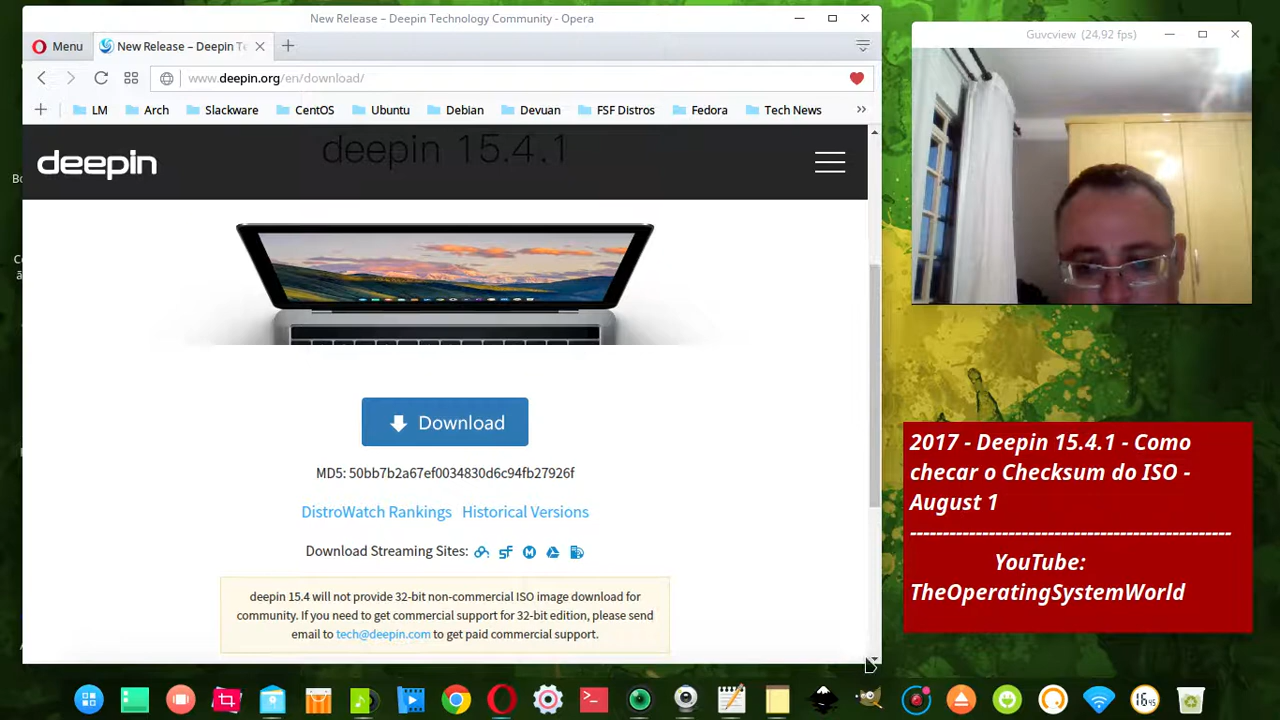 New Release – Deepin Technology Community - Opera
Guvcview (24,92 fps)
Menu
New Release – Deepin Te
www.deepin.org/en/download/
LM Arch Slackware CentOS Ubuntu Debian Devuan FSF Distros Fedora Tech News
deepin 15.4.1
deepin
Download
MD5: 50bb7b2a67ef0034830d6c94fb27926f
DistroWatch Rankings Historical Versions
Download Streaming Sites:
deepin 15.4 will not provide 32-bit non-commercial ISO image download for
community. If you need to get commercial support for 32-bit edition, please send
email to tech@deepin.com to get paid commercial support.
2017 - Deepin 15.4.1 - Como
checar o Checksum do ISO -
August 1
-----------------------------------------------
YouTube:
TheOperatingSystemWorld
16 45